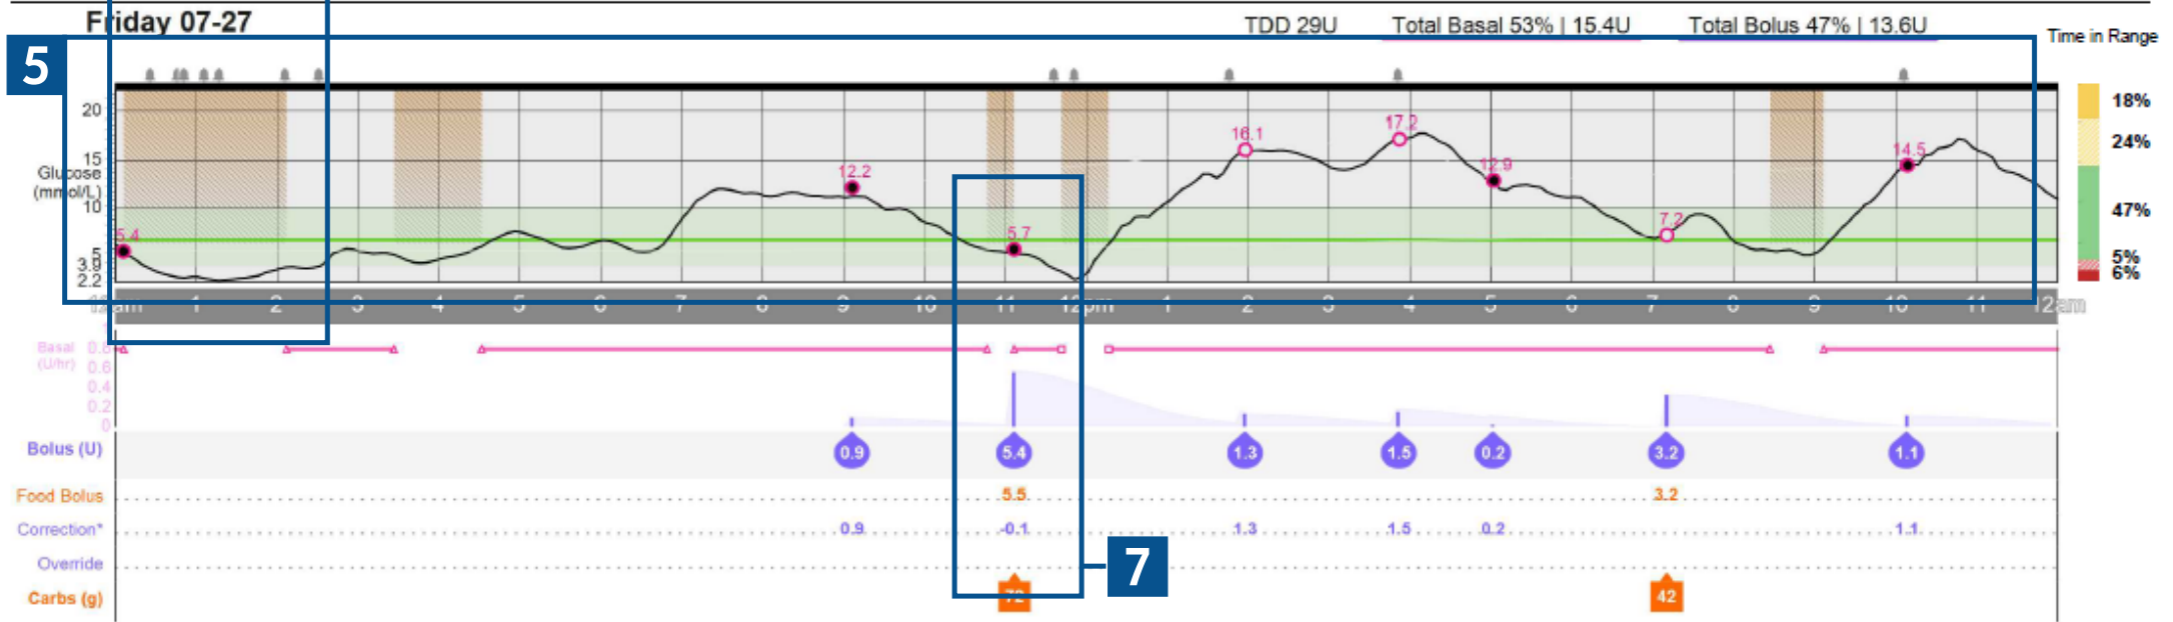 Friday 07-27
TDD 29U Total Basal 53% | 15.4U Total Bolus 47% | 13.6U
Time in Range
5
20
15
10
5
3.9
2.2
Glucose
(mmol/L)
5.4 12.2 5.7 16.1 17.2 12.9 7.2 14.5
18%
24%
47%
5%
6%
12am 1 2 3 4 5 6 7 8 9 10 11 12pm 1 2 3 4 5 6 7 8 9 10 11 12am
Basal
(U/hr)
1
0.8
0.6
0.4
0.2
0
Bolus (U) 0.9 5.4 1.3 1.5 0.2 3.2 1.1
Food Bolus 5.5 3.2
Correction* 0.9 -0.1 1.3 1.5 0.2 1.1
Override
7
Carbs (g) 72 42